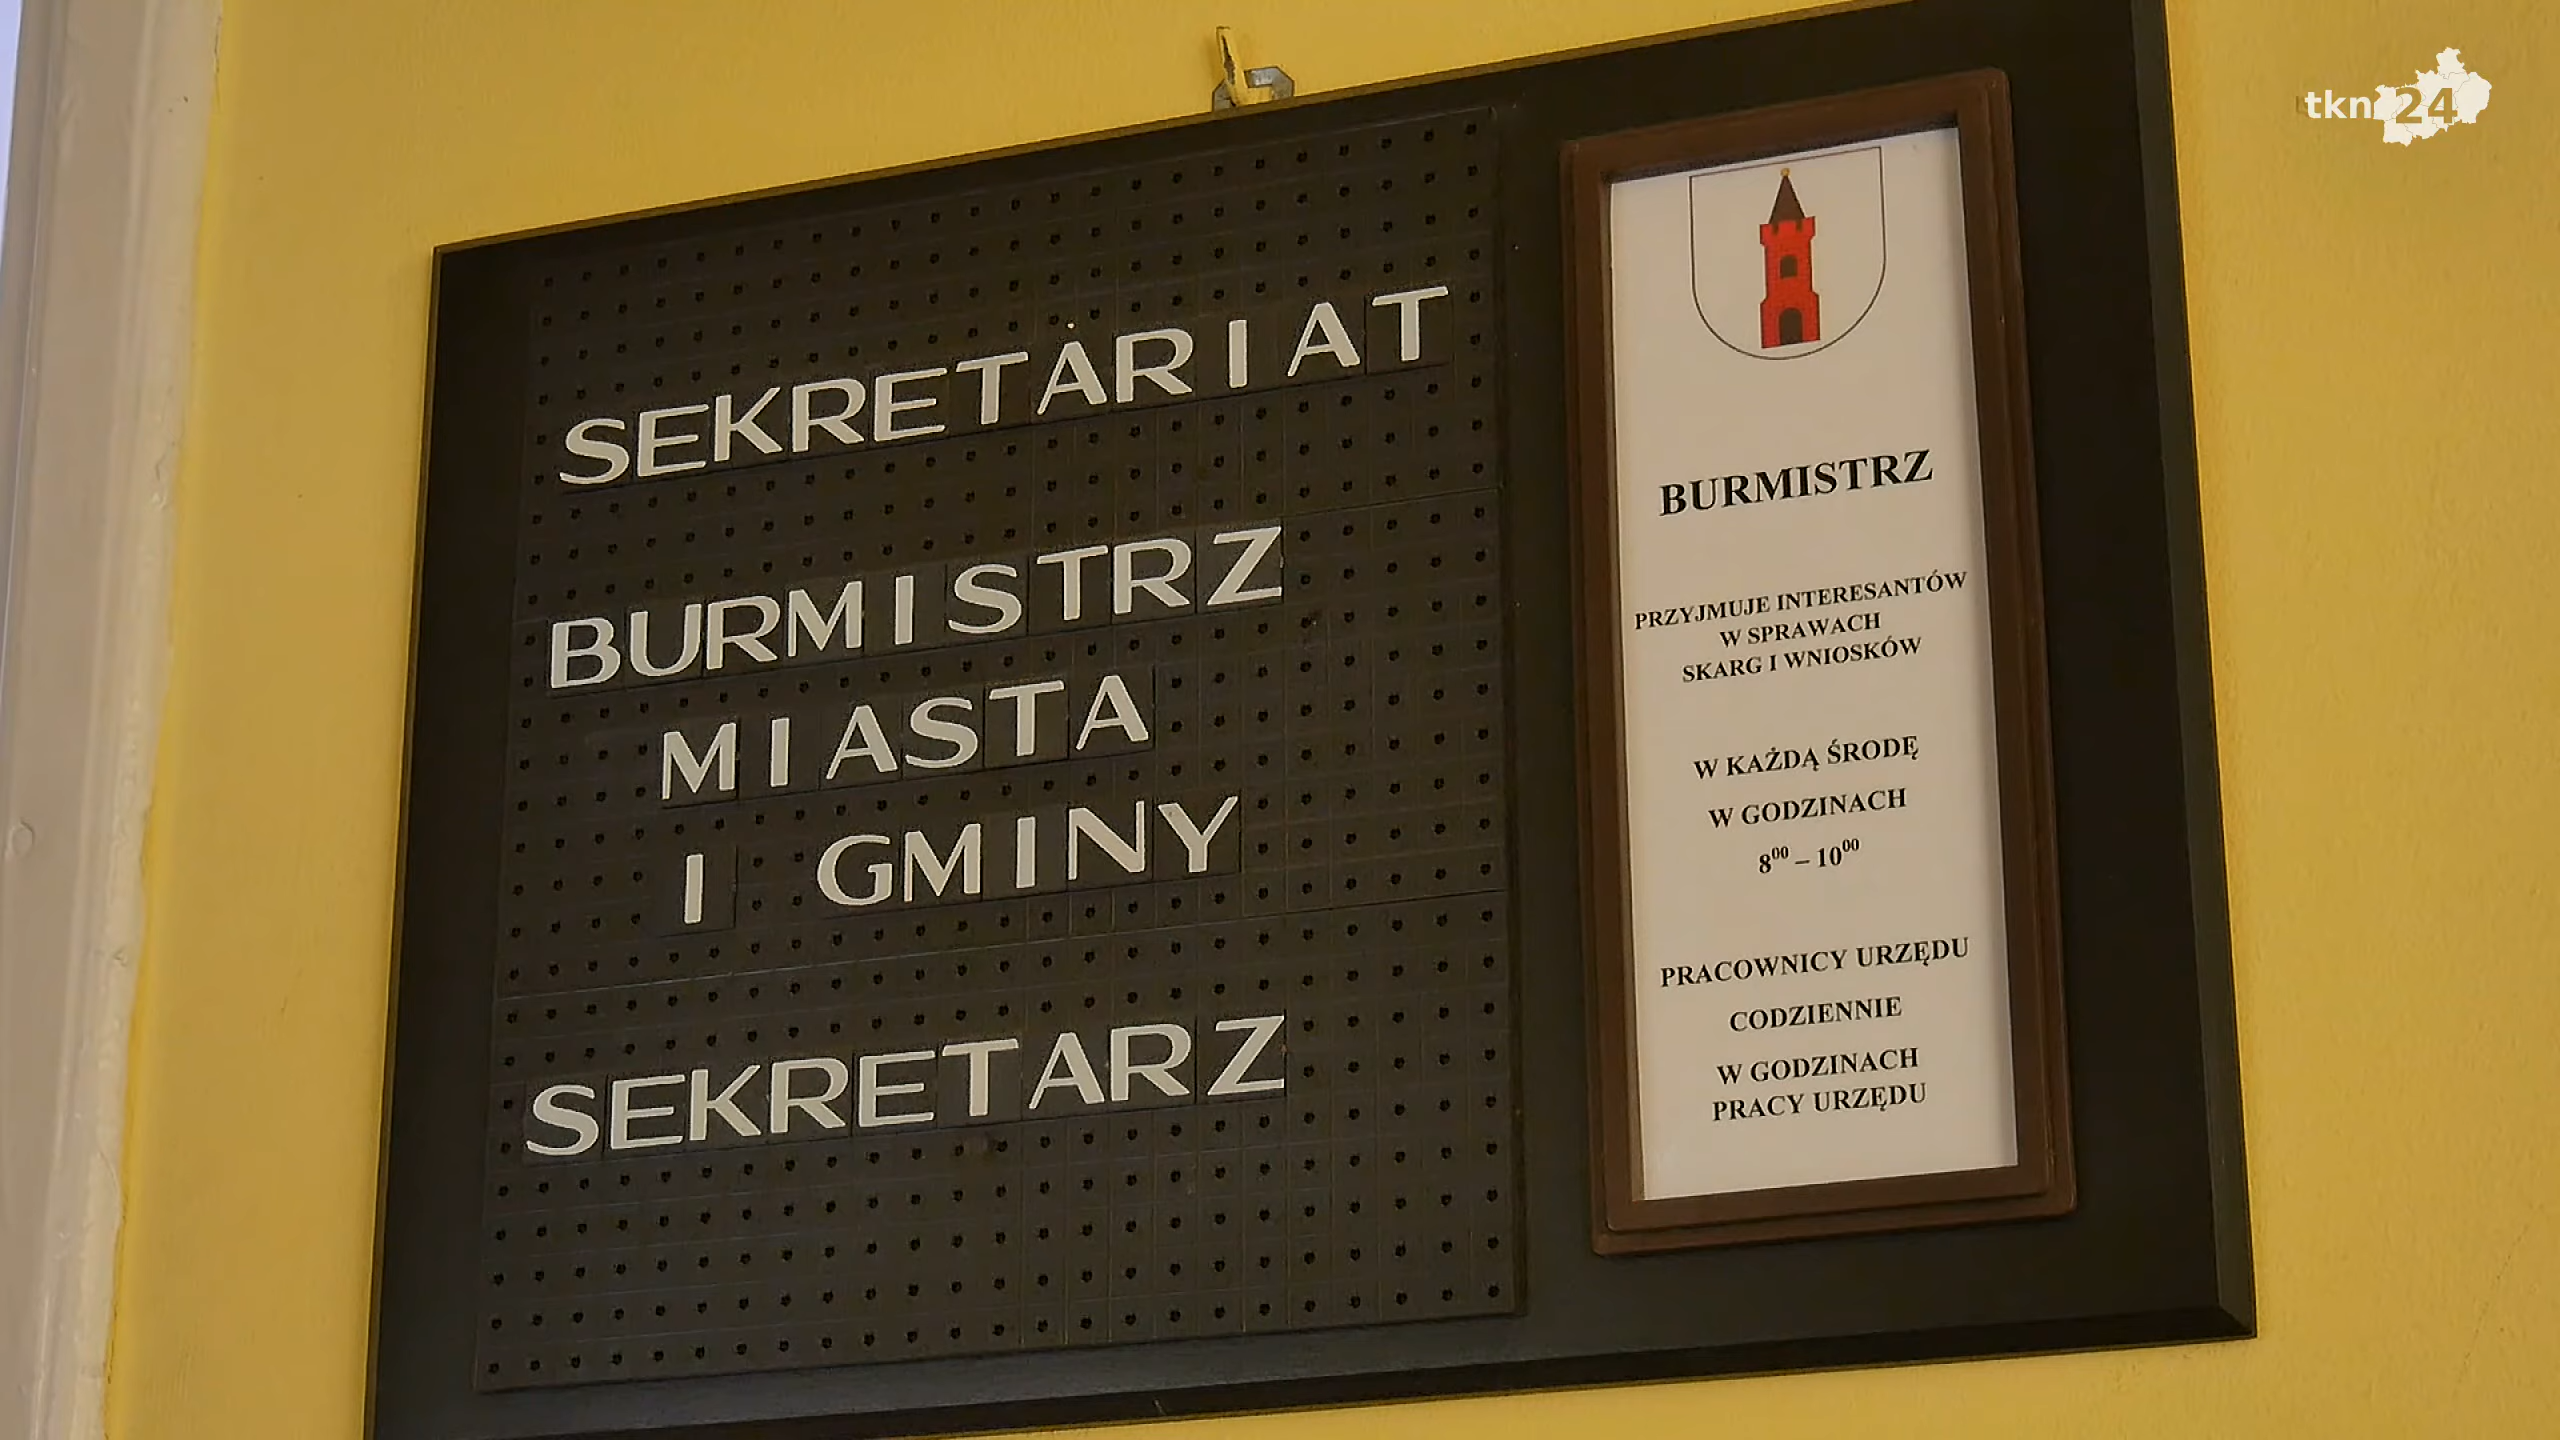 tkn24
SEKRETARIAT
BURMISTRZ
MIASTA
I GMINY
SEKRETARZ
BURMISTRZ
PRZYJMUJE INTERESANTÓW
W SPRAWACH
SKARG I WNIOSKÓW
W KAŻDĄ ŚRODĘ
W GODZINACH
8⁰⁰ – 10⁰⁰
PRACOWNICY URZĘDU
CODZIENNIE
W GODZINACH
PRACY URZĘDU